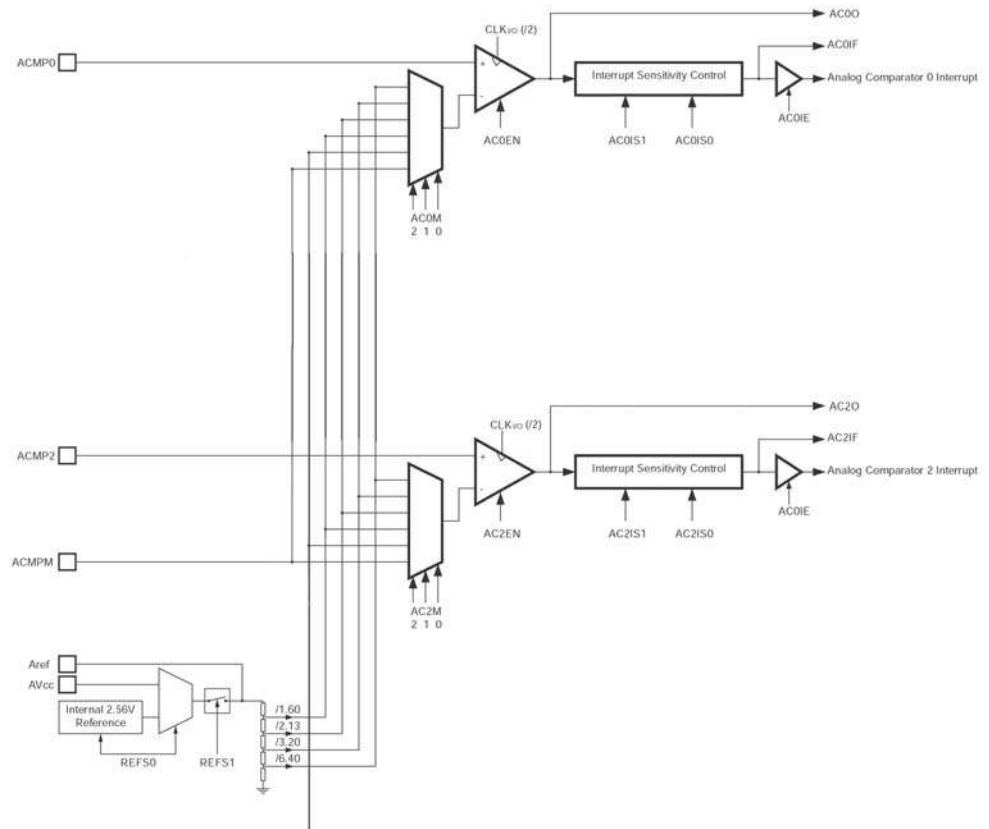 AC0O
CLKI/O (/2)
AC0IF
ACMP0
+
Interrupt Sensitivity Control
Analog Comparator 0 Interrupt
-
AC0IE
AC0EN
AC0IS1
AC0IS0
AC0M
2 1 0
AC2O
CLKI/O (/2)
AC2IF
ACMP2
+
Interrupt Sensitivity Control
Analog Comparator 2 Interrupt
-
AC0IE
AC2EN
AC2IS1
AC2IS0
ACMPM
AC2M
2 1 0
Aref
AVcc
Internal 2.56V
Reference
/1.60
/2.13
/3.20
/6.40
REFS0
REFS1